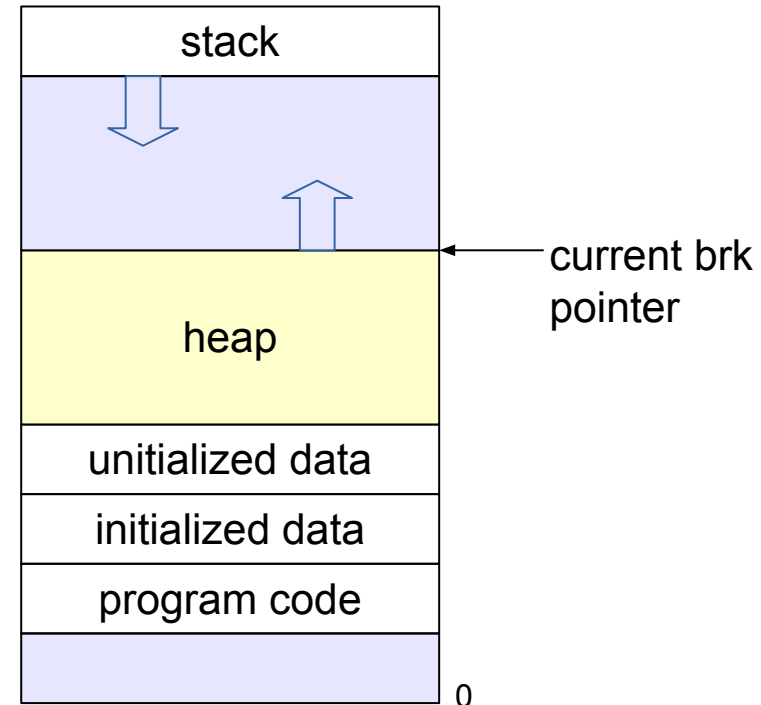 stack
current brk
pointer
heap
unitialized data
initialized data
program code
0